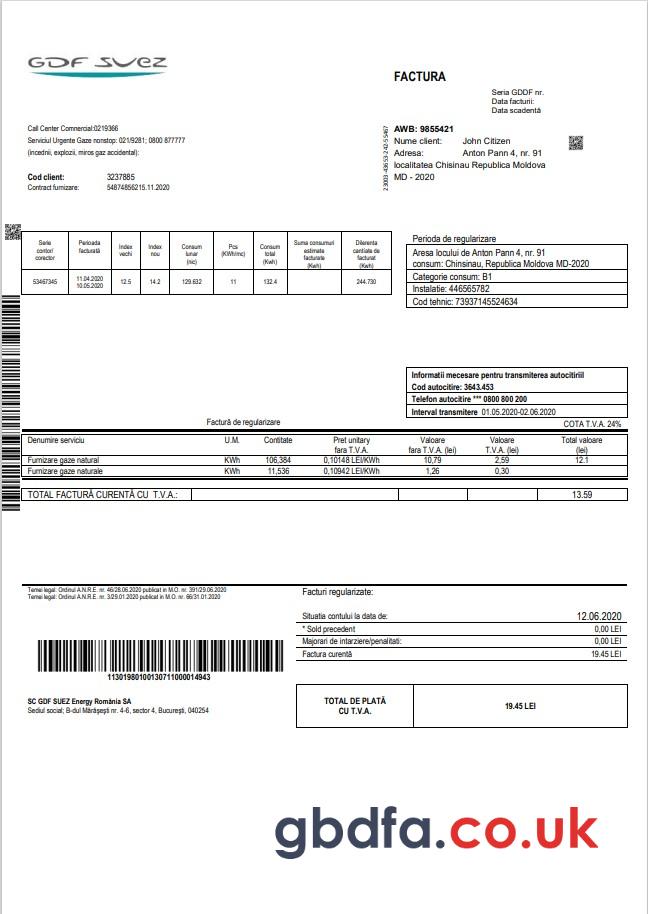 GDF SUEZ
FACTURA
Seria GDDF nr.
Data facturii:
Data scadentă
Call Center Commercial:0219366
Serviciul Urgente Gaze nonstop: 021/9281; 0800 877777
(incednii, explozii, miros gaz accidental):
Cod client: 3237885
Contract furnizare: 54874856215.11.2020
23003-43653-242-55467
AWB: 9855421
Nume client: John Citizen
Adresa: Anton Pann 4, nr. 91
localitatea Chisinau Republica Moldova
MD - 2020
Serie contor/ corector
Perioada facturată
Index vechi
Index nou
Consum lunar (nic)
Pcs (KWh/mc)
Consum total (Kwh)
Suma consumuri estimate facturate (Kwh)
Dilerenta cantiate de facturat (Kwh)
53467345 11.04.2020 10.05.2020 12.5 14.2 129.632 11 132.4 244.730
Perioda de regularizare
Aresa locului de Anton Pann 4, nr. 91
consum: Chinsinau, Republica Moldova MD-2020
Categorie consum: B1
Instalatie: 446565782
Cod tehnic: 73937145524634
Informatii mecesare pentru transmiterea autocitiriil
Cod autocitire: 3643.453
Telefon autocitire *** 0800 800 200
Interval transmitere 01.05.2020-02.06.2020
Factură de regularizare
COTA T.V.A. 24%
Denumire serviciu U.M. Contitate Pret unitary Valoare Valoare Total valoare
fara T.V.A. fara T.V.A. (lei) T.V.A. (lei) (lei)
Furnizare gaze natural KWh 106,384 0,10148 LEI/KWh 10,79 2,59 12.1
Furnizare gaze naturale KWh 11,536 0,10942 LEI/KWh 1,26 0,30
TOTAL FACTURĂ CURENTĂ CU T.V.A.: 13.59
Temei legal: Ordinul A.N.R.E. nr. 46/28.06.2020 publicat in M.O. nr. 391/29.06.2020
Temei legal: Ordinul A.N.R.E. nr. 3/29.01.2020 publicat in M.O. nr. 66/31.01.2020
Facturi regularizate:
Situatia contului la data de: 12.06.2020
* Sold precedent 0,00 LEI
Majorari de intarziere/penalitati: 0,00 LEI
Factura curentă 19.45 LEI
11301980100130711000014943
SC GDF SUEZ Energy România SA
Sediul social; B-dul Mărăşeşti nr. 4-6, sector 4, Bucureşti, 040254
TOTAL DE PLATĂ
CU T.V.A.
19.45 LEI
gbdfa.co.uk